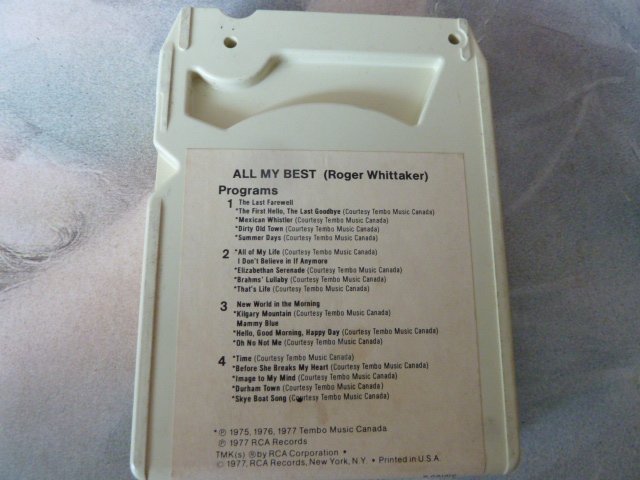 ALL MY BEST (Roger Whittaker)
Programs
1 The Last Farewell
*The First Hello, The Last Goodbye (Courtesy Tembo Music Canada)
*Mexican Whistler (Courtesy Tembo Music Canada)
*Dirty Old Town (Courtesy Tembo Music Canada)
*Summer Days (Courtesy Tembo Music Canada)
2 *All of My Life (Courtesy Tembo Music Canada)
I Don't Believe in If Anymore
*Elizabethan Serenade (Courtesy Tembo Music Canada)
*Brahms' Lullaby (Courtesy Tembo Music Canada)
*That's Life (Courtesy Tembo Music Canada)
3 New World in the Morning
*Kilgary Mountain (Courtesy Tembo Music Canada)
Mammy Blue
*Hello, Good Morning, Happy Day (Courtesy Tembo Music Canada)
*Oh No Not Me (Courtesy Tembo Music Canada)
4 *Time (Courtesy Tembo Music Canada)
*Before She Breaks My Heart (Courtesy Tembo Music Canada)
*Image to My Mind (Courtesy Tembo Music Canada)
*Durham Town (Courtesy Tembo Music Canada)
*Skye Boat Song (Courtesy Tembo Music Canada)
*℗ 1975, 1976, 1977 Tembo Music Canada
℗ 1977 RCA Records
TMK(s) ® by RCA Corporation •
© 1977, RCA Records, New York, N.Y. • Printed in U.S.A.